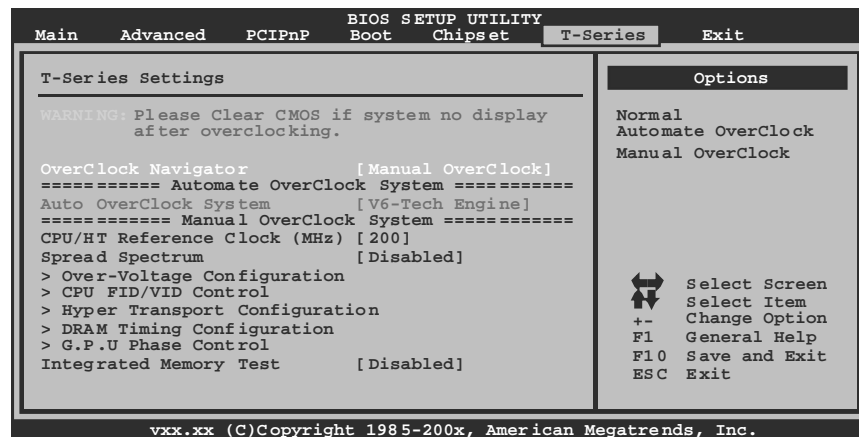 BIOS SETUP UTILITY
Main Advanced PCIPnP Boot Chipset T-Series Exit
T-Series Settings
WARNING: Please Clear CMOS if system no display
after overclocking.
OverClock Navigator [Manual OverClock]
=========== Automate OverClock System ===========
Auto OverClock System [V6-Tech Engine]
============ Manual OverClock System ============
CPU/HT Reference Clock (MHz) [200]
Spread Spectrum [Disabled]
> Over-Voltage Configuration
> CPU FID/VID Control
> Hyper Transport Configuration
> DRAM Timing Configuration
> G.P.U Phase Control
Integrated Memory Test [Disabled]
Options
Normal
Automate OverClock
Manual OverClock
Select Screen
Select Item
+- Change Option
F1 General Help
F10 Save and Exit
ESC Exit
vxx.xx (C)Copyright 1985-200x, American Megatrends, Inc.